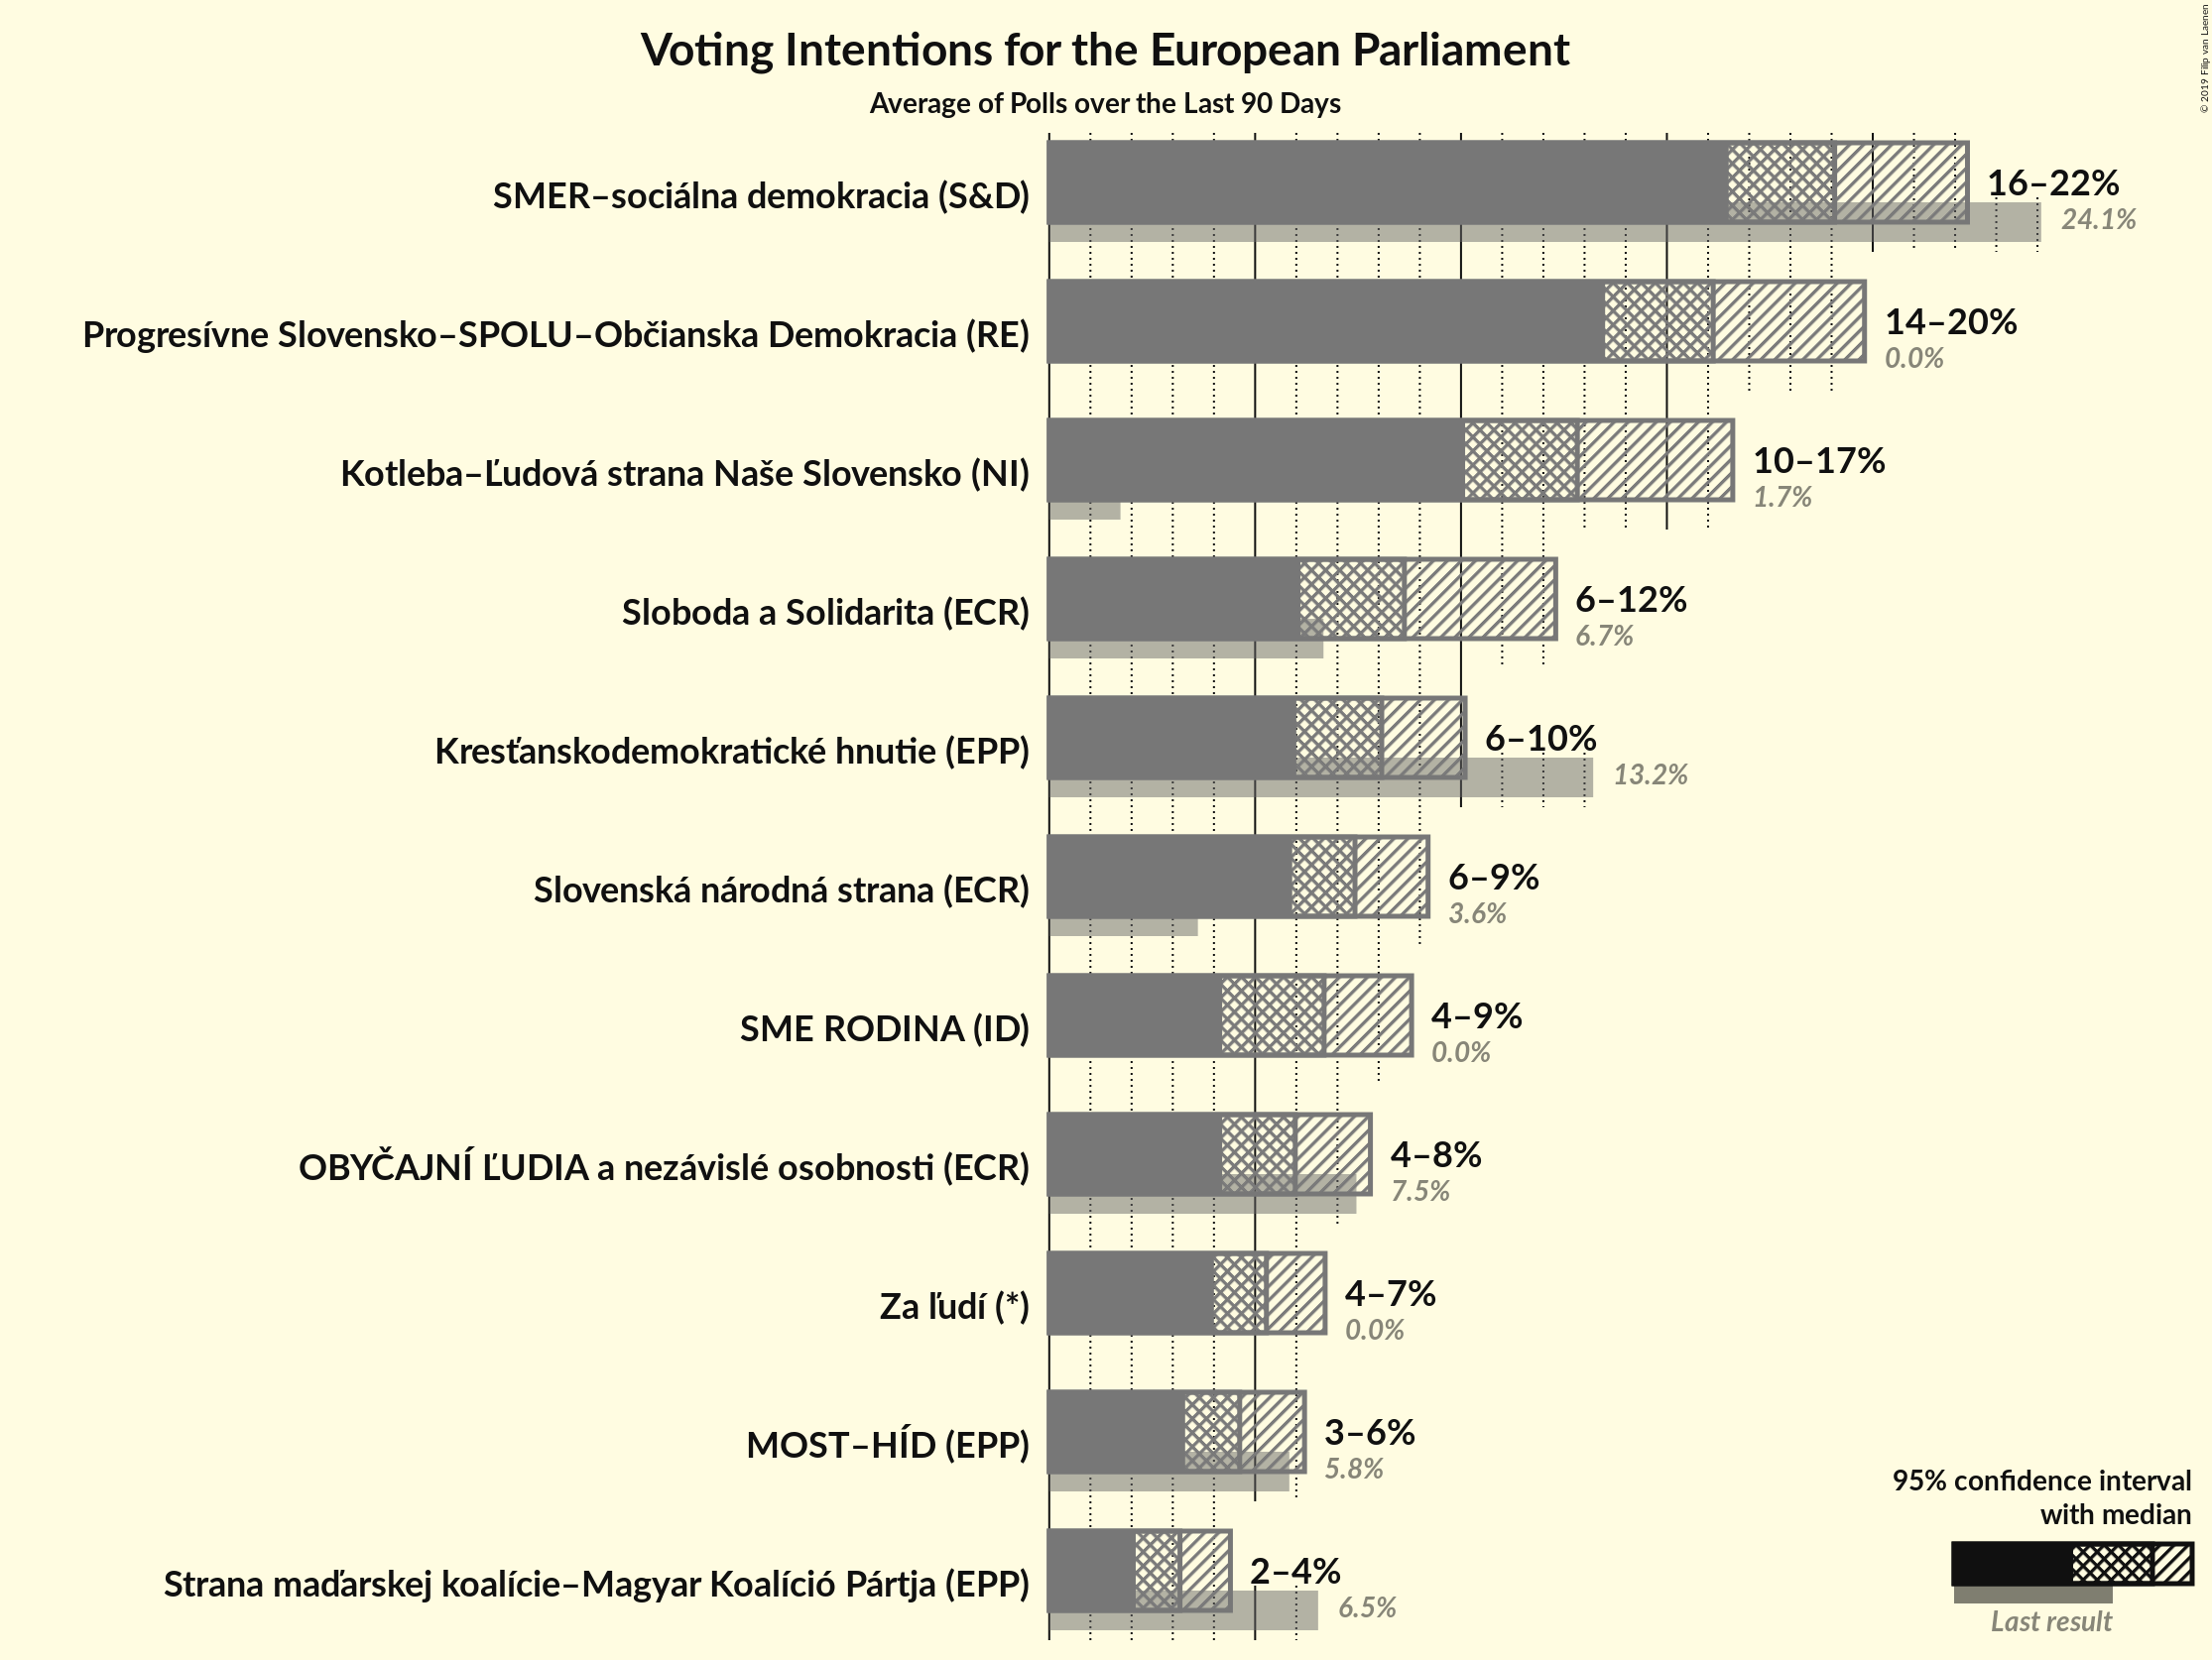 Voting Intentions for the European Parliament
Average of Polls over the Last 90 Days
© 2019 Filip van Laenen
SMER–sociálna demokracia (S&D)
16–22%
24.1%
Progresívne Slovensko–SPOLU–Občianska Demokracia (RE)
14–20%
0.0%
Kotleba–Ľudová strana Naše Slovensko (NI)
10–17%
1.7%
Sloboda a Solidarita (ECR)
6–12%
6.7%
Kresťanskodemokratické hnutie (EPP)
6–10%
13.2%
Slovenská národná strana (ECR)
6–9%
3.6%
SME RODINA (ID)
4–9%
0.0%
OBYČAJNÍ ĽUDIA a nezávislé osobnosti (ECR)
4–8%
7.5%
Za ľudí (*)
4–7%
0.0%
MOST–HÍD (EPP)
3–6%
5.8%
Strana maďarskej koalície–Magyar Koalíció Pártja (EPP)
2–4%
6.5%
95% confidence interval
with median
Last result